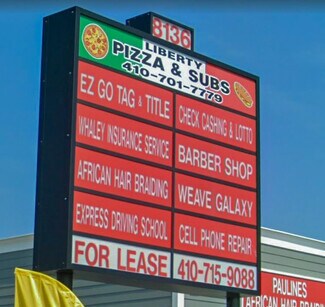 8136
LIBERTY
PIZZA & SUBS
410-701-7779
EZ GO TAG & TITLE
CHECK CASHING & LOTTO
WHALEY INSURANCE SERVICE
BARBER SHOP
AFRICAN HAIR BRAIDING
WEAVE GALAXY
EXPRESS DRIVING SCHOOL
CELL PHONE REPAIR
FOR LEASE
410-715-9088
PAULINES
AFRICAN HAIR BRAID